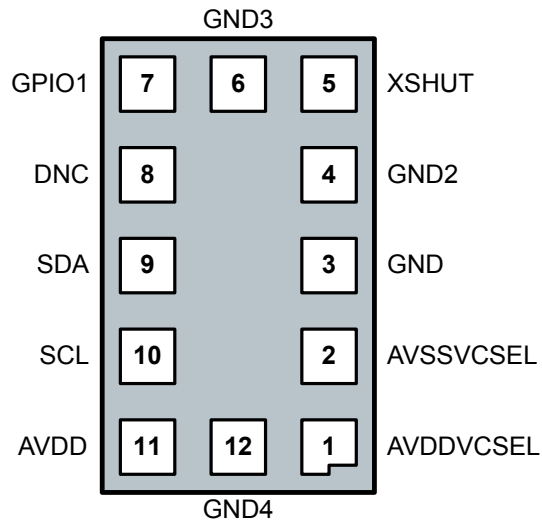 GND3
GPIO1 7 6 5 XSHUT
DNC 8 4 GND2
SDA 9 3 GND
SCL 10 2 AVSSVCSEL
AVDD 11 12 1 AVDDVCSEL
GND4